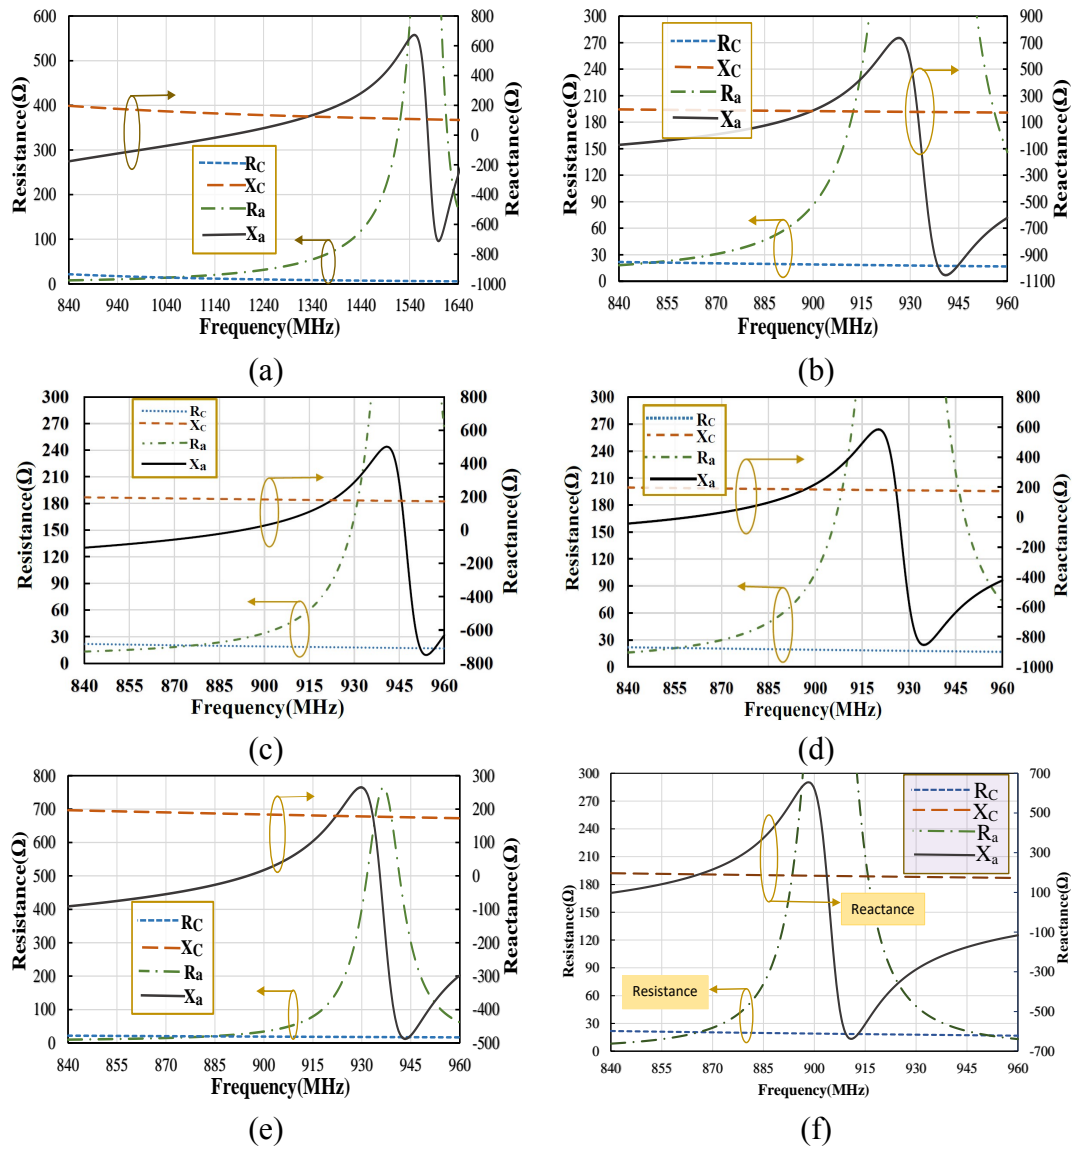 Resistance(Ω)
600
500
400
300
200
100
0
800
600
400
200
0
-200
-400
-600
-800
-1000
Reactance(Ω)
RC
XC
Ra
Xa
840 940 1040 1140 1240 1340 1440 1540 1640
Frequency(MHz)
(a)
Resistance(Ω)
300
270
240
210
180
150
120
90
60
30
0
900
700
500
300
100
-100
-300
-500
-700
-900
-1100
Reactance(Ω)
RC
XC
Ra
Xa
840 855 870 885 900 915 930 945 960
Frequency(MHz)
(b)
Resistance(Ω)
300
270
240
210
180
150
120
90
60
30
0
800
600
400
200
0
-200
-400
-600
-800
Reactance(Ω)
RC
XC
Ra
Xa
840 855 870 885 900 915 930 945 960
Frequency(MHz)
(c)
Resistance(Ω)
300
270
240
210
180
150
120
90
60
30
0
800
600
400
200
0
-200
-400
-600
-800
-1000
Reactance(Ω)
RC
XC
Ra
Xa
840 855 870 885 900 915 930 945 960
Frequency(MHz)
(d)
Resistance(Ω)
800
700
600
500
400
300
200
100
0
300
200
100
0
-100
-200
-300
-400
-500
Reactance(Ω)
RC
XC
Ra
Xa
840 855 870 885 900 915 930 945 960
Frequency(MHz)
(e)
Resistance(Ω)
300
270
240
210
180
150
120
90
60
30
0
700
500
300
100
-100
-300
-500
-700
Reactance(Ω)
RC
XC
Ra
Xa
Reactance
Resistance
840 855 870 885 900 915 930 945 960
Frequency(MHz)
(f)